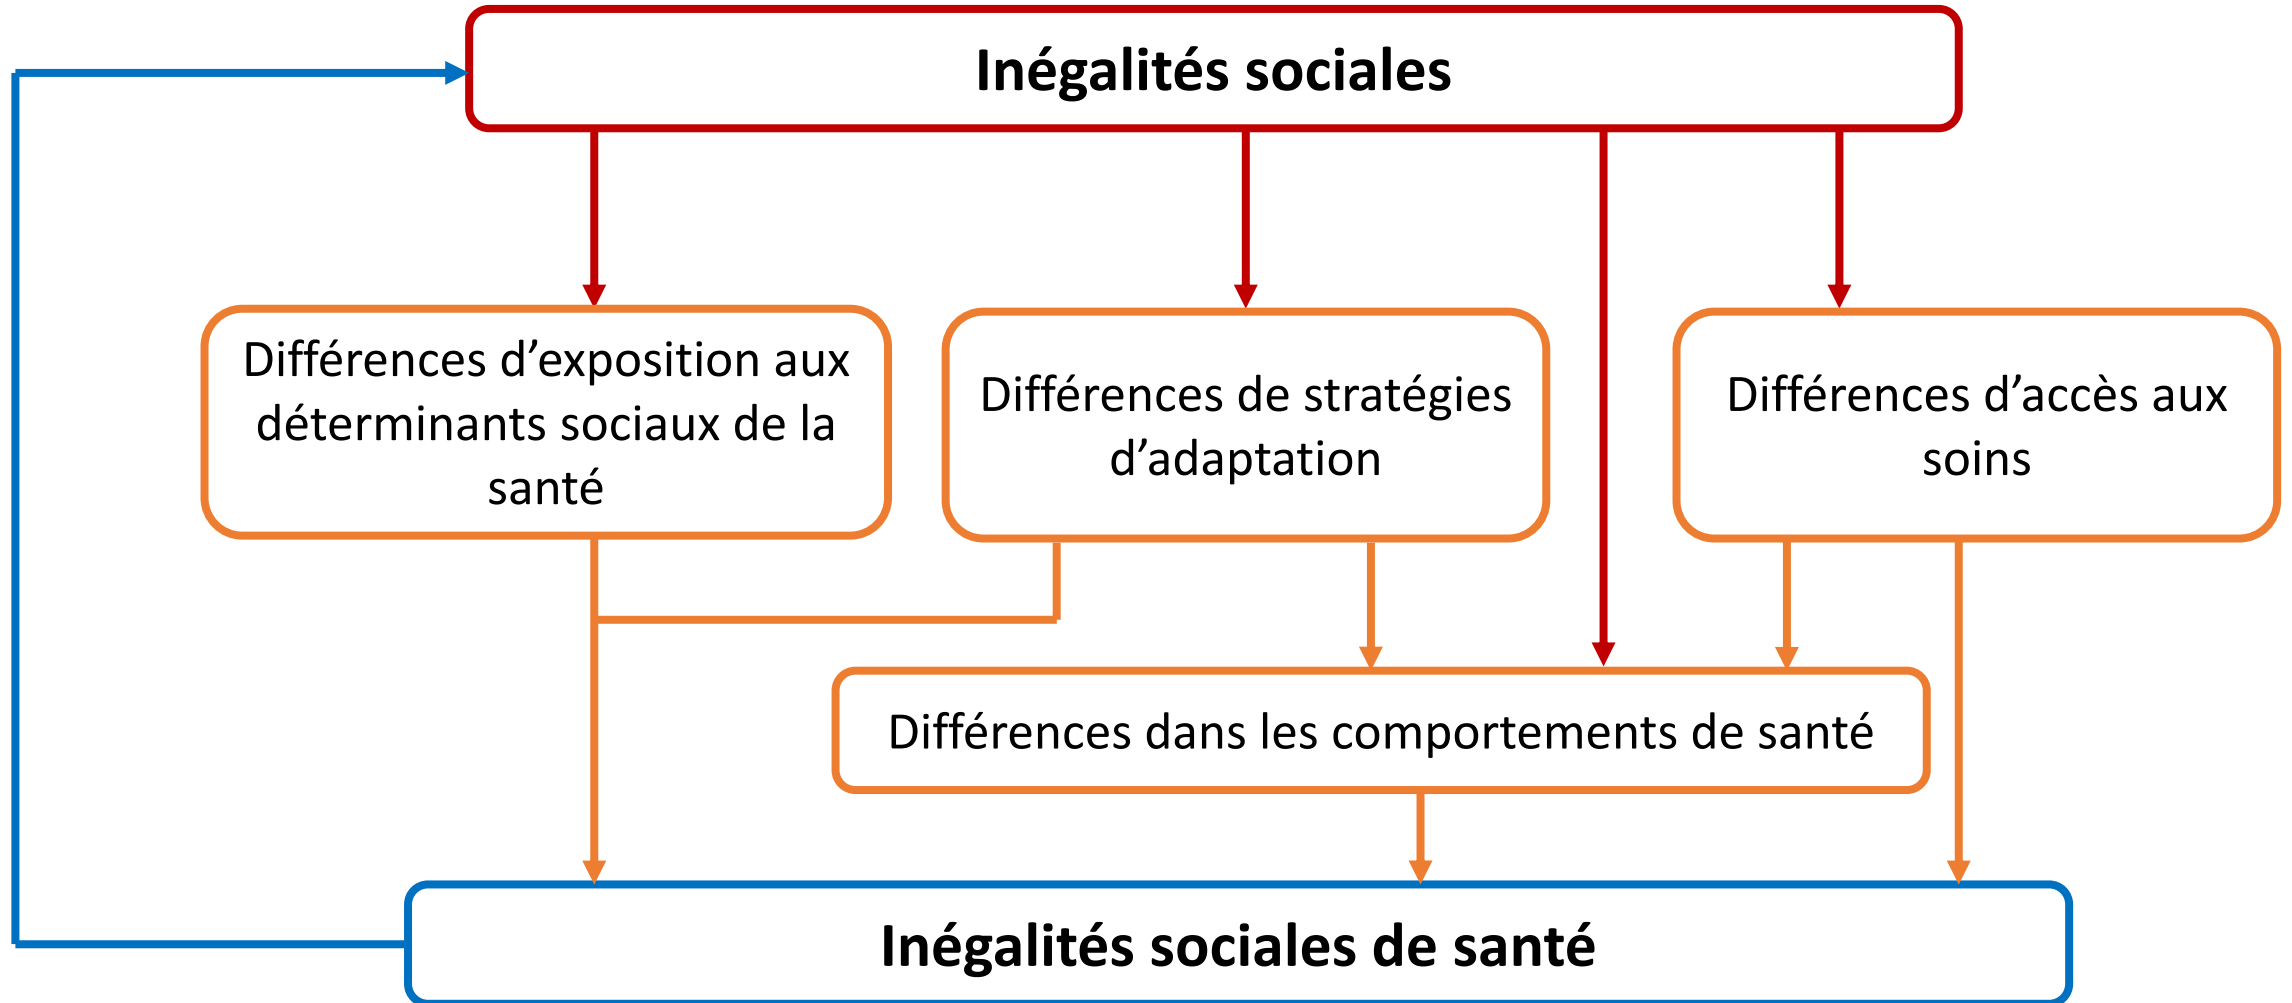 Inégalités sociales
Différences d’exposition aux
déterminants sociaux de la
santé
Différences de stratégies
d’adaptation
Différences d’accès aux
soins
Différences dans les comportements de santé
Inégalités sociales de santé